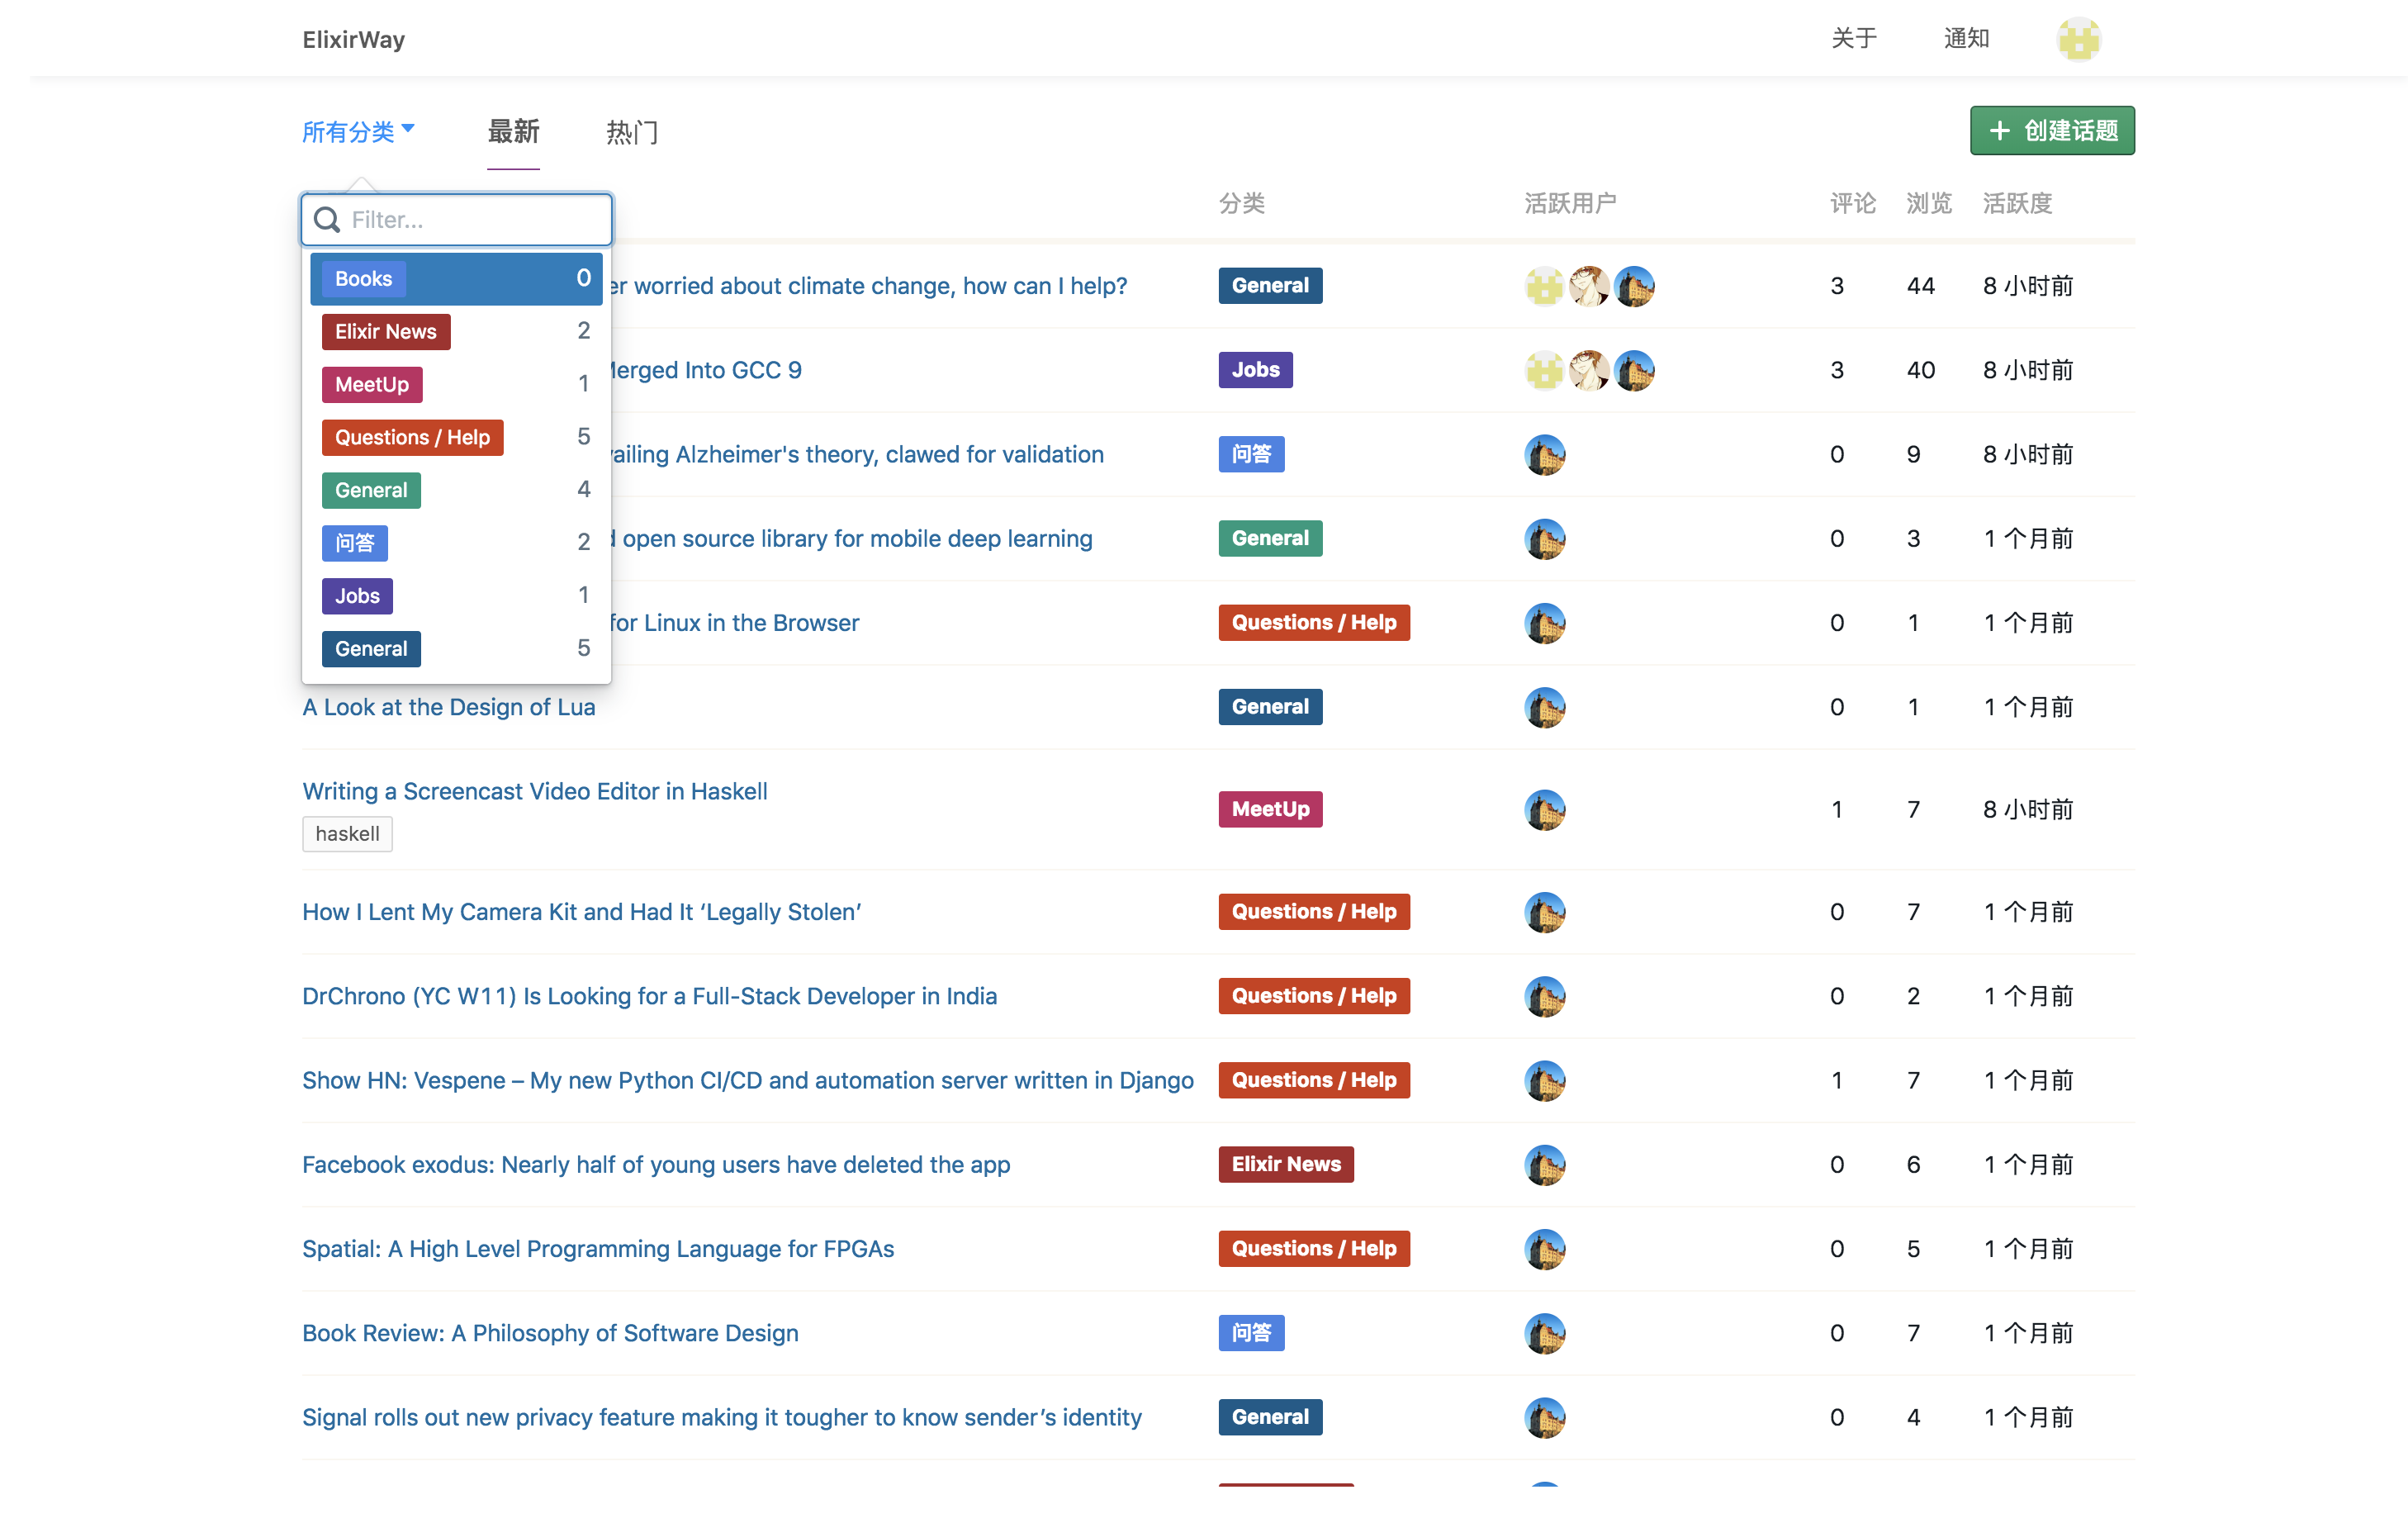 ElixirWay 关于 通知
所有分类 最新 热门 + 创建话题
分类 活跃用户 评论 浏览 活跃度
Filter...
Books 0
Elixir News 2
MeetUp 1
Questions / Help 5
General 4
问答 2
Jobs 1
General 5
worried about climate change, how can I help? General 3 44 8 小时前
Into GCC 9 Jobs 3 40 8 小时前
Alzheimer's theory, clawed for validation 问答 0 9 8 小时前
open source library for mobile deep learning General 0 3 1 个月前
for Linux in the Browser Questions / Help 0 1 1 个月前
A Look at the Design of Lua General 0 1 1 个月前
Writing a Screencast Video Editor in Haskell MeetUp 1 7 8 小时前
haskell
How I Lent My Camera Kit and Had It ‘Legally Stolen’ Questions / Help 0 7 1 个月前
DrChrono (YC W11) Is Looking for a Full-Stack Developer in India Questions / Help 0 2 1 个月前
Show HN: Vespene – My new Python CI/CD and automation server written in Django Questions / Help 1 7 1 个月前
Facebook exodus: Nearly half of young users have deleted the app Elixir News 0 6 1 个月前
Spatial: A High Level Programming Language for FPGAs Questions / Help 0 5 1 个月前
Book Review: A Philosophy of Software Design 问答 0 7 1 个月前
Signal rolls out new privacy feature making it tougher to know sender’s identity General 0 4 1 个月前